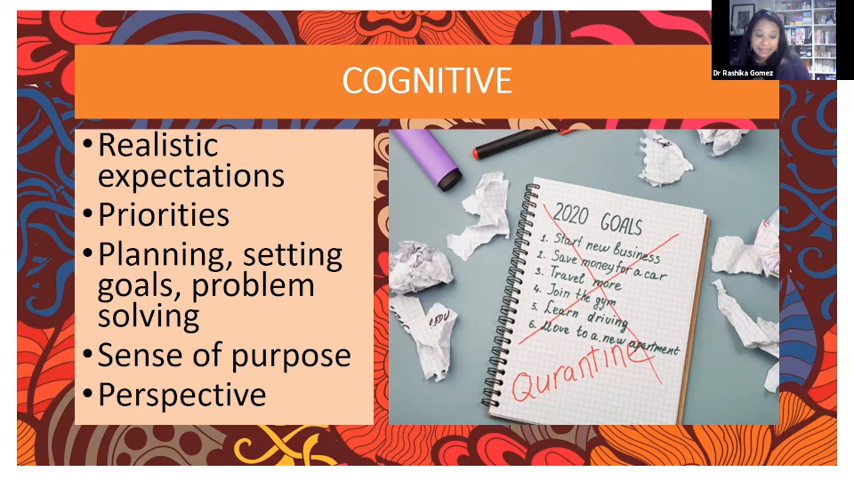 COGNITIVE
Dr Rashika Gomez
•Realistic
expectations
•Priorities
•Planning, setting
goals, problem
solving
•Sense of purpose
•Perspective
2020 GOALS
1. Start new business
2. Save money for a car
3. Travel more
4. Join the gym
5. Learn driving
6. Move to a new apartment
Qurantine